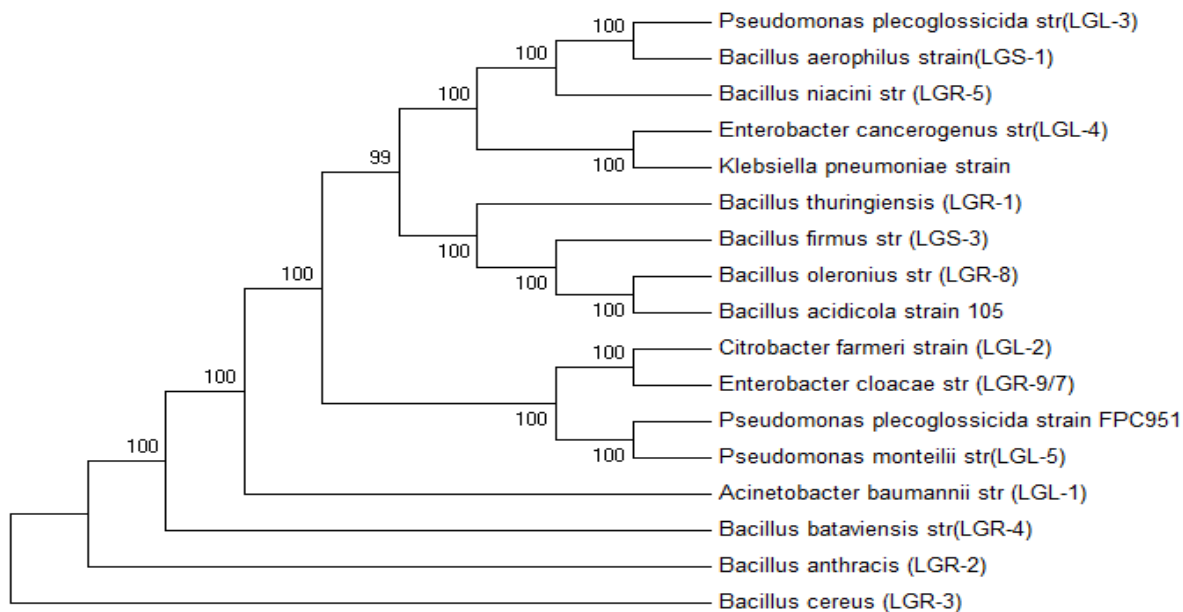 100
Pseudomonas plecoglossicida str(LGL-3)
100
Bacillus aerophilus strain(LGS-1)
100
Bacillus niacini str (LGR-5)
Enterobacter cancerogenus str(LGL-4)
99
100
Klebsiella pneumoniae strain
Bacillus thuringiensis (LGR-1)
100
Bacillus firmus str (LGS-3)
100
100
Bacillus oleronius str (LGR-8)
100
Bacillus acidicola strain 105
100
Citrobacter farmeri strain (LGL-2)
100
Enterobacter cloacae str (LGR-9/7)
100
Pseudomonas plecoglossicida strain FPC951
100
100
Pseudomonas monteilii str(LGL-5)
Acinetobacter baumannii str (LGL-1)
Bacillus bataviensis str(LGR-4)
Bacillus anthracis (LGR-2)
Bacillus cereus (LGR-3)